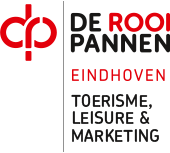 DE ROOI
PANNEN
EINDHOVEN
TOERISME,
LEISURE &
MARKETING